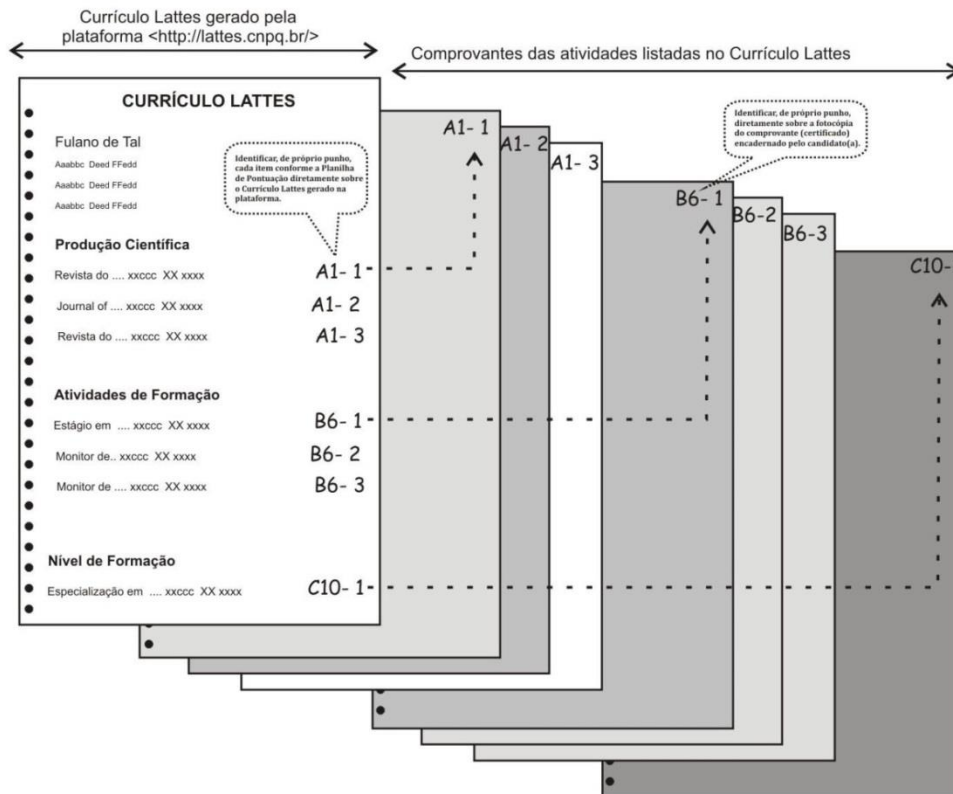 Currículo Lattes gerado pela
plataforma <http://lattes.cnpq.br/>
Comprovantes das atividades listadas no Currículo Lattes
CURRÍCULO LATTES
Fulano de Tal
Aaabbc Deed FFedd
Aaabbc Deed FFedd
Aaabbc Deed FFedd
Identificar, de próprio punho,
cada item conforme a Planilha
de Pontuação diretamente sobre
o Currículo Lattes gerado na
plataforma.
Produção Científica
Revista do .... xxccc XX xxxx A1- 1
Journal of .... xxccc XX xxxx A1- 2
Revista do .... xxccc XX xxxx A1- 3
Atividades de Formação
Estágio em .... xxccc XX xxxx B6- 1
Monitor de.. xxccc XX xxxx B6- 2
Monitor de .... xxccc XX xxxx B6- 3
Nível de Formação
Especialização em .... xxccc XX xxxx C10- 1
A1- 1
A1- 2
A1- 3
Identificar, de próprio punho,
diretamente sobre a fotocópia
do comprovante (certificado)
encadernado pelo candidato(a).
B6- 1
B6-2
B6-3
C10-